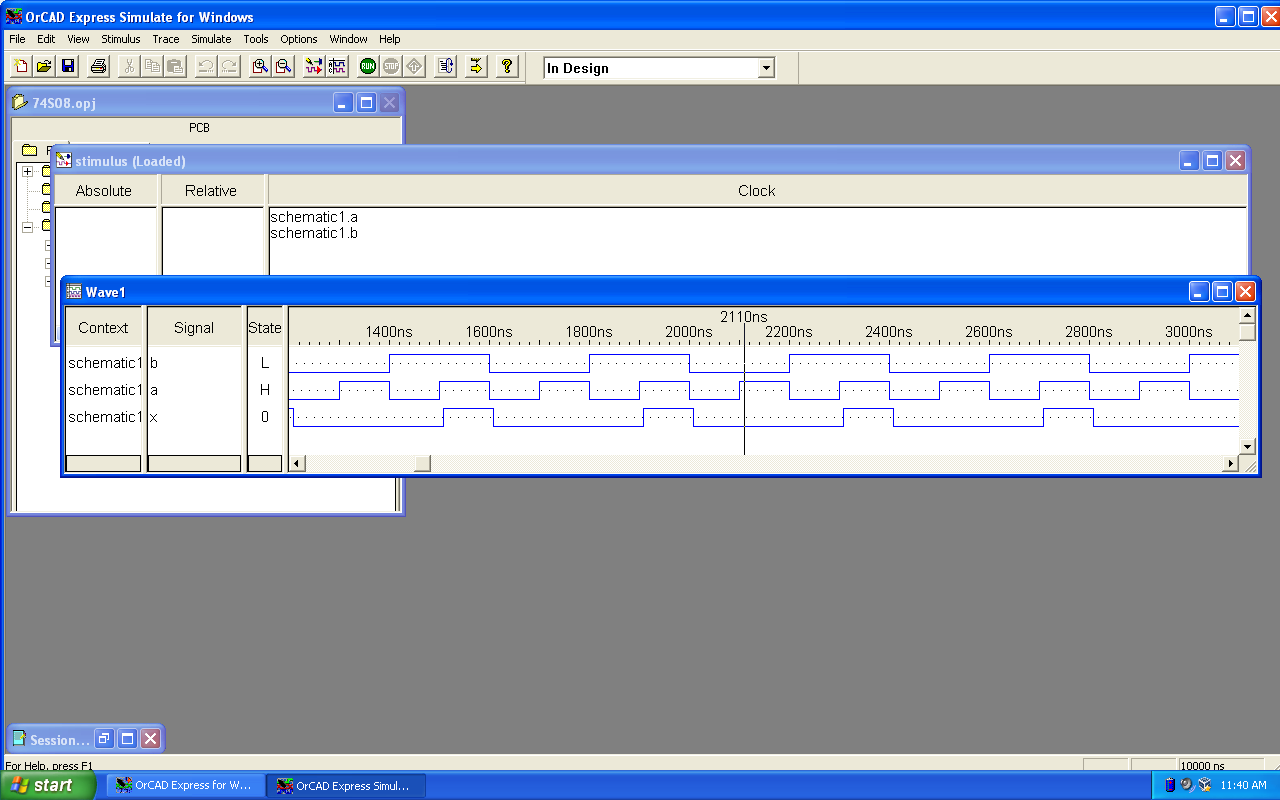 OrCAD Express Simulate for Windows
File Edit View Stimulus Trace Simulate Tools Options Window Help
RUN STOP In Design
74S08.opj
PCB
stimulus (Loaded)
Absolute Relative Clock
schematic1.a
schematic1.b
Wave1
Context Signal State
2110ns
1400ns 1600ns 1800ns 2000ns 2200ns 2400ns 2600ns 2800ns 3000ns
schematic1 b L
schematic1 a H
schematic1 x 0
Session...
For Help, press F1
10000 ns
start OrCAD Express for W... OrCAD Express Simul... 11:40 AM